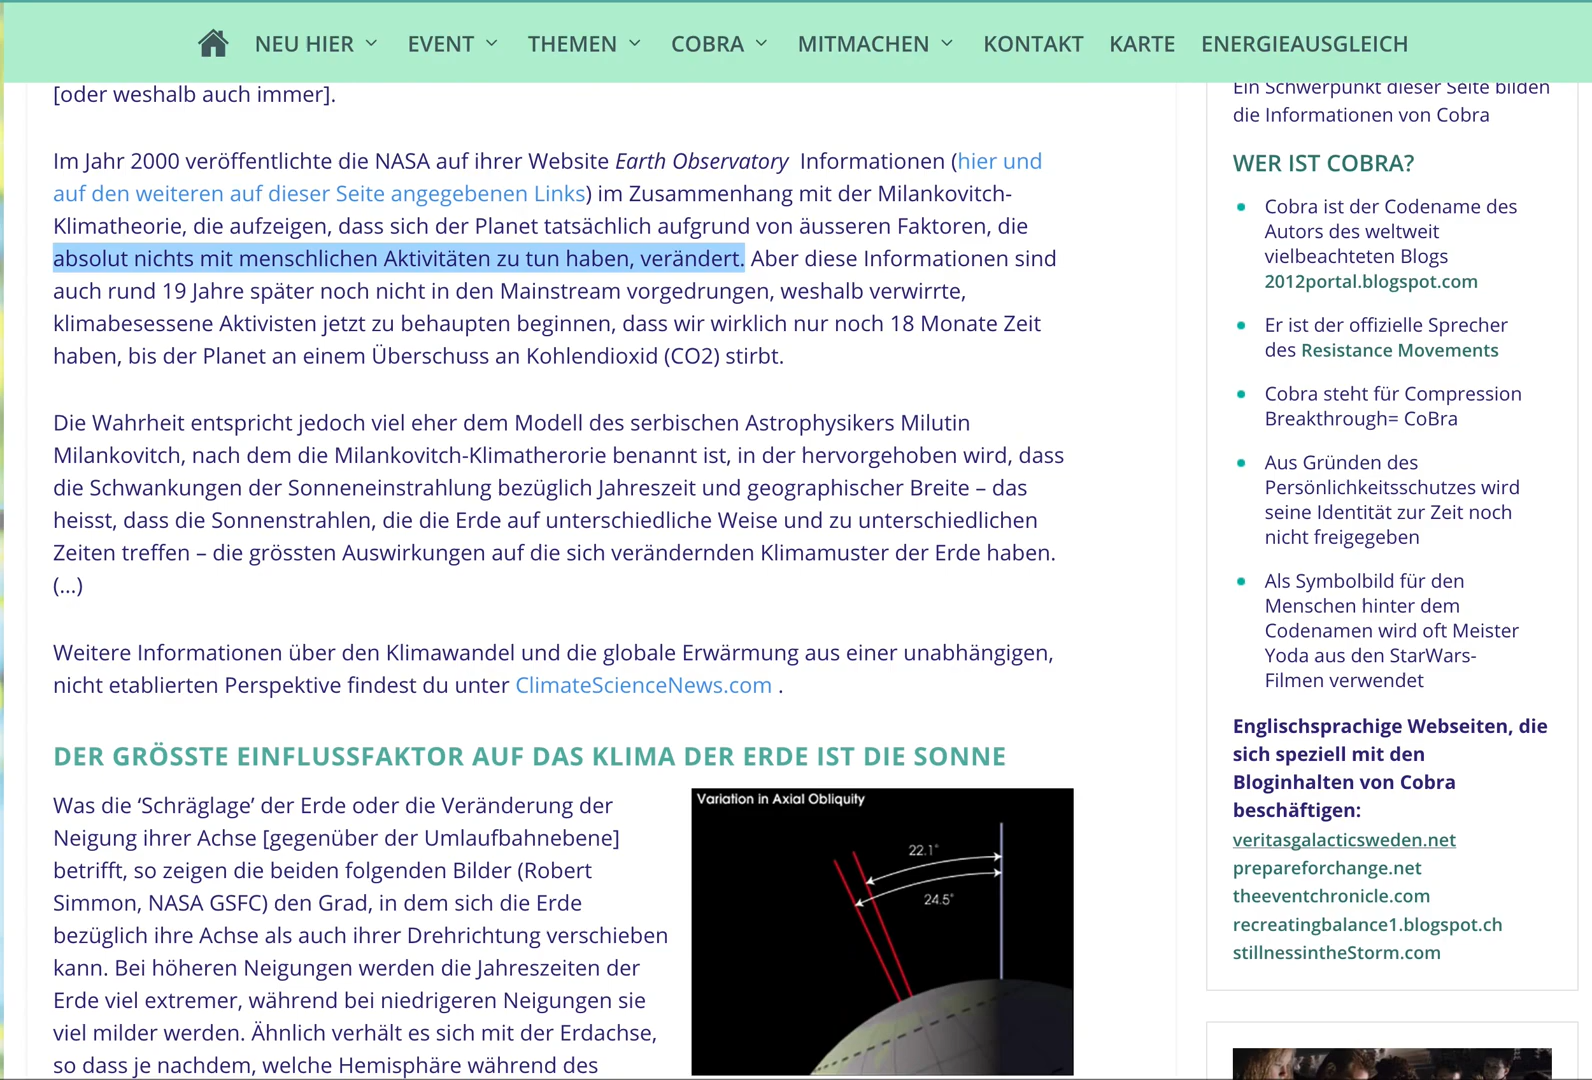 NEU HIER EVENT THEMEN COBRA MITMACHEN KONTAKT KARTE ENERGIEAUSGLEICH
[oder weshalb auch immer].
Im Jahr 2000 veröffentlichte die NASA auf ihrer Website Earth Observatory Informationen (hier und
auf den weiteren auf dieser Seite angegebenen Links) im Zusammenhang mit der Milankovitch-
Klimatheorie, die aufzeigen, dass sich der Planet tatsächlich aufgrund von äusseren Faktoren, die
absolut nichts mit menschlichen Aktivitäten zu tun haben, verändert. Aber diese Informationen sind
auch rund 19 Jahre später noch nicht in den Mainstream vorgedrungen, weshalb verwirrte,
klimabesessene Aktivisten jetzt zu behaupten beginnen, dass wir wirklich nur noch 18 Monate Zeit
haben, bis der Planet an einem Überschuss an Kohlendioxid (CO2) stirbt.
Die Wahrheit entspricht jedoch viel eher dem Modell des serbischen Astrophysikers Milutin
Milankovitch, nach dem die Milankovitch-Klimatherorie benannt ist, in der hervorgehoben wird, dass
die Schwankungen der Sonneneinstrahlung bezüglich Jahreszeit und geographischer Breite – das
heisst, dass die Sonnenstrahlen, die die Erde auf unterschiedliche Weise und zu unterschiedlichen
Zeiten treffen – die grössten Auswirkungen auf die sich verändernden Klimamuster der Erde haben.
(...)
Weitere Informationen über den Klimawandel und die globale Erwärmung aus einer unabhängigen,
nicht etablierten Perspektive findest du unter ClimateScienceNews.com .
DER GRÖSSTE EINFLUSSFAKTOR AUF DAS KLIMA DER ERDE IST DIE SONNE
Was die ‘Schräglage’ der Erde oder die Veränderung der
Neigung ihrer Achse [gegenüber der Umlaufbahnebene]
betrifft, so zeigen die beiden folgenden Bilder (Robert
Simmon, NASA GSFC) den Grad, in dem sich die Erde
bezüglich ihre Achse als auch ihrer Drehrichtung verschieben
kann. Bei höheren Neigungen werden die Jahreszeiten der
Erde viel extremer, während bei niedrigeren Neigungen sie
viel milder werden. Ähnlich verhält es sich mit der Erdachse,
so dass je nachdem, welche Hemisphäre während des
Variation in Axial Obliquity
22.1°
24.5°
Ein Schwerpunkt dieser Seite bilden
die Informationen von Cobra
WER IST COBRA?
Cobra ist der Codename des
Autors des weltweit
vielbeachteten Blogs
2012portal.blogspot.com
Er ist der offizielle Sprecher
des Resistance Movements
Cobra steht für Compression
Breakthrough= CoBra
Aus Gründen des
Persönlichkeitsschutzes wird
seine Identität zur Zeit noch
nicht freigegeben
Als Symbolbild für den
Menschen hinter dem
Codenamen wird oft Meister
Yoda aus den StarWars-
Filmen verwendet
Englischsprachige Webseiten, die
sich speziell mit den
Bloginhalten von Cobra
beschäftigen:
veritasgalacticsweden.net
prepareforchange.net
theeventchronicle.com
recreatingbalance1.blogspot.ch
stillnessintheStorm.com